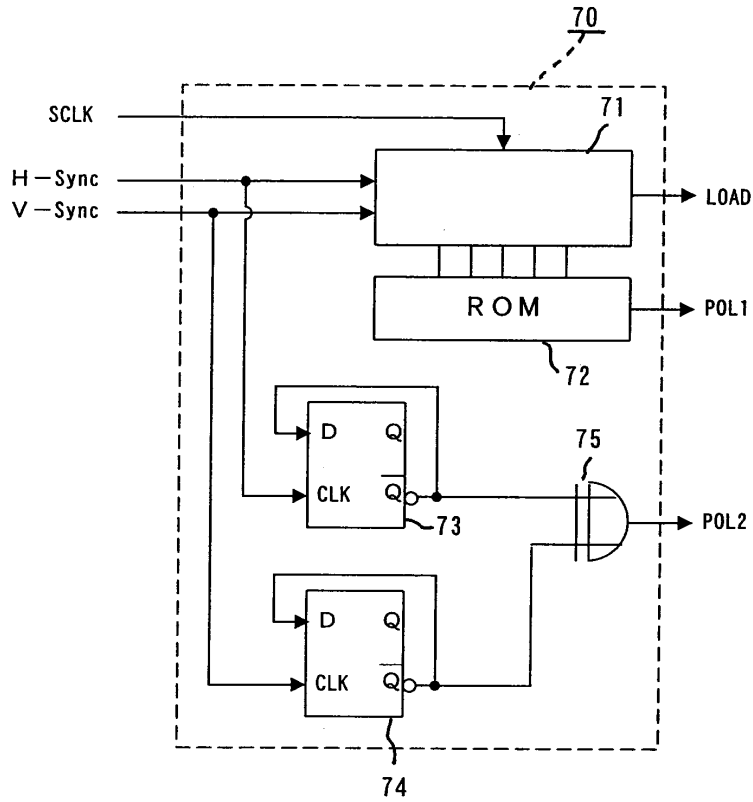 70
SCLK
71
H－Sync
V－Sync
LOAD
ROM
POL1
72
D Q
75
CLK Q
73
POL2
D Q
CLK Q
74